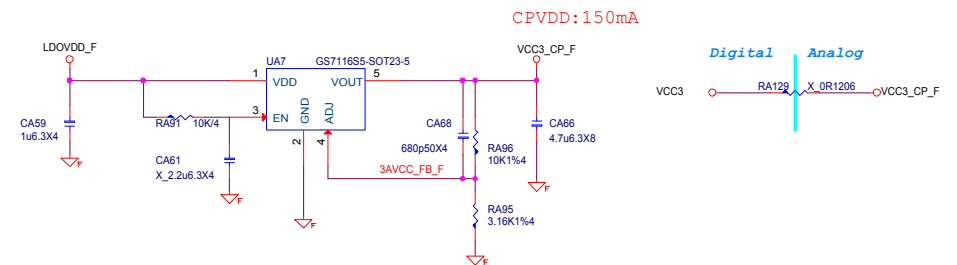 CPVDD:150mA
LDOVDD_F
UA7 GS7116S5-SOT23-5
VCC3_CP_F
Digital Analog
1 VDD VOUT 5
VCC3 RA129 X_0R1206 VCC3_CP_F
3 EN GND ADJ
CA59
1u6.3X4
RA91 10K/4
2 4
CA68
680p50X4
RA96
10K1%4
CA66
4.7u6.3X8
CA61
X_2.2u6.3X4
3AVCC_FB_F
F
F
F
RA95
3.16K1%4
F
F